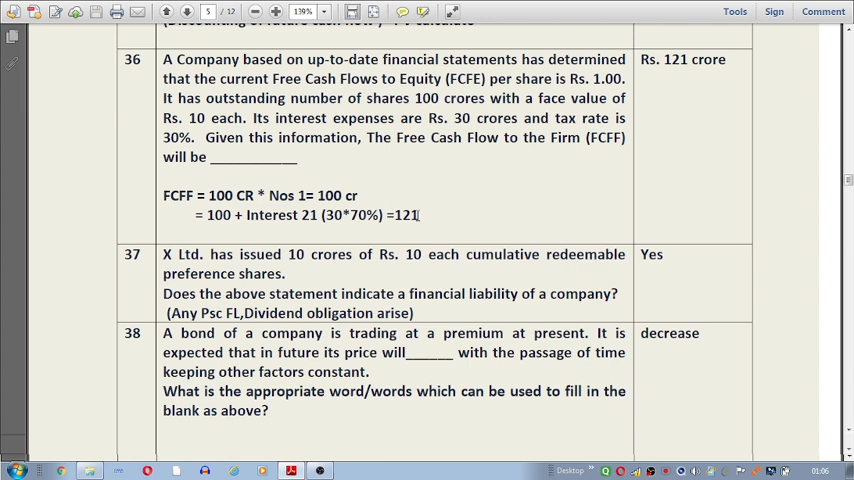 5 / 12
139%
Tools
Sign
Comment
36
A Company based on up-to-date financial statements has determined
that the current Free Cash Flows to Equity (FCFE) per share is Rs. 1.00.
It has outstanding number of shares 100 crores with a face value of
Rs. 10 each. Its interest expenses are Rs. 30 crores and tax rate is
30%. Given this information, The Free Cash Flow to the Firm (FCFF)
will be ____________
Rs. 121 crore
FCFF = 100 CR * Nos 1= 100 cr
= 100 + Interest 21 (30*70%) =121
37
X Ltd. has issued 10 crores of Rs. 10 each cumulative redeemable
preference shares.
Does the above statement indicate a financial liability of a company?
(Any Psc FL,Dividend obligation arise)
Yes
38
A bond of a company is trading at a premium at present. It is
expected that in future its price will______ with the passage of time
keeping other factors constant.
What is the appropriate word/words which can be used to fill in the
blank as above?
decrease
Desktop
01:06